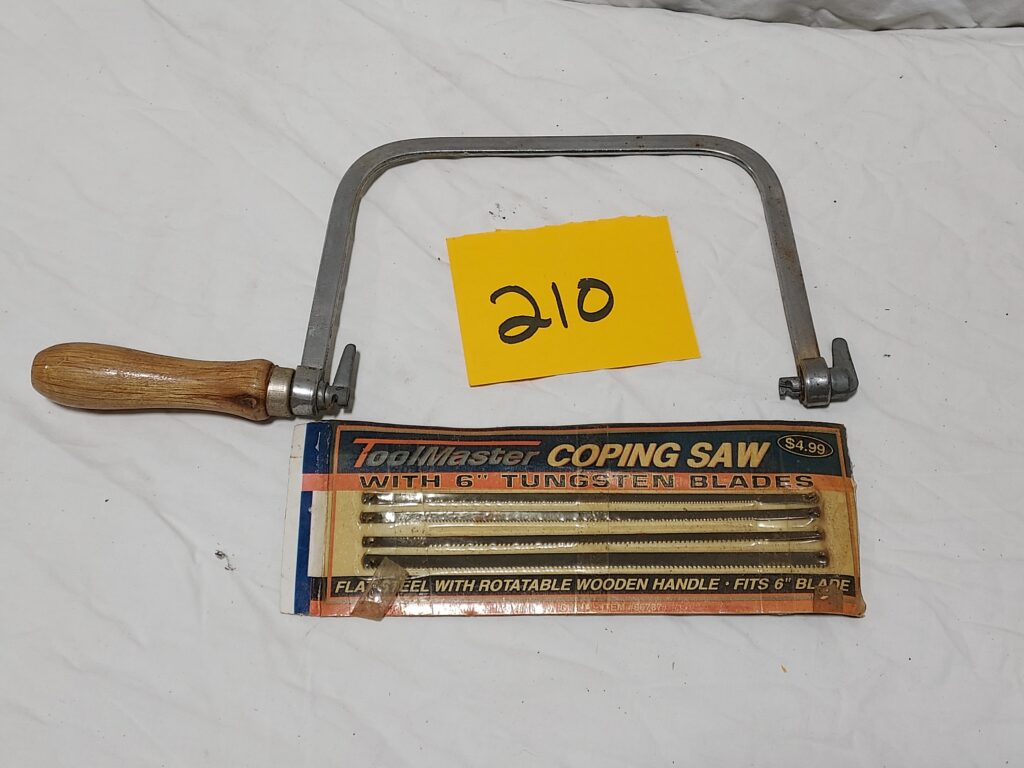 210
ToolMaster COPING SAW $4.99
WITH 6" TUNGSTEN BLADES
FLAT STEEL WITH ROTATABLE WOODEN HANDLE • FITS 6" BLADE
ITEM